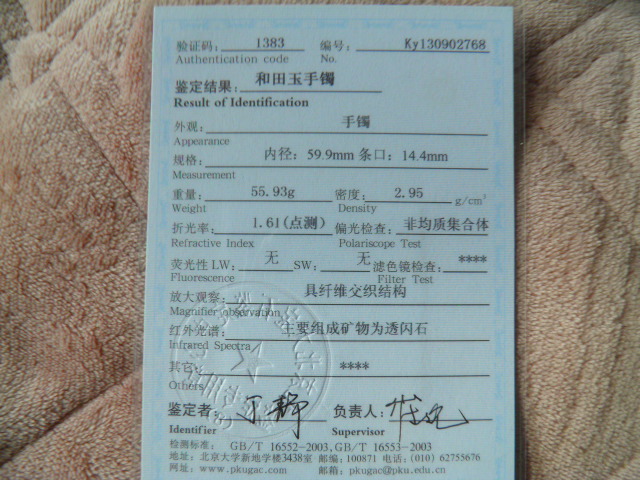 验证码: 1383 编号: Ky130902768
Authentication code No.
鉴定结果: 和田玉手镯
Result of Identification
外观: 手镯
Appearance
规格: 内径: 59.9mm 条口: 14.4mm
Measurement
重量: 55.93g 密度: 2.95 g/cm³
Weight Density
折光率: 1.61(点测) 偏光检查: 非均质集合体
Refractive Index Polariscope Test
荧光性 LW: 无 SW: 无 滤色镜检查: ****
Fluorescence Filter Test
放大观察: 具纤维交织结构
Magnifier observation
红外光谱: 主要组成矿物为透闪石
Infrared Spectra
其它: ****
Others
鉴定者 负责人:
Identifier Supervisor
检测标准: GB/T 16552-2003, GB/T 16553-2003
地址: 北京大学新地学楼3438室 邮编: 100871 电话: (010) 62755676
网址: www.pkugac.com 邮箱: pkugac@pku.edu.cn